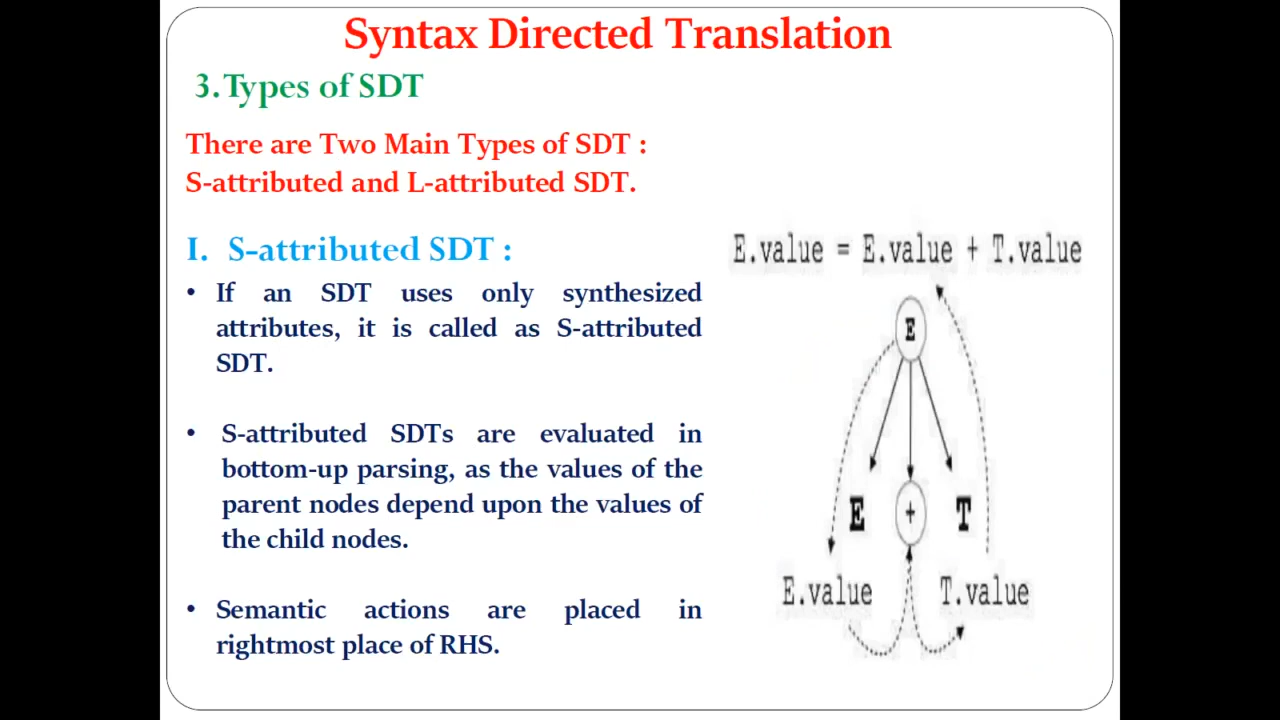 Syntax Directed Translation
3.Types of SDT
There are Two Main Types of SDT :
S-attributed and L-attributed SDT.
I. S-attributed SDT :
• If an SDT uses only synthesized
attributes, it is called as S-attributed
SDT.
• S-attributed SDTs are evaluated in
bottom-up parsing, as the values of the
parent nodes depend upon the values of
the child nodes.
• Semantic actions are placed in
rightmost place of RHS.
E.value = E.value + T.value
E
E + T
E.value T.value